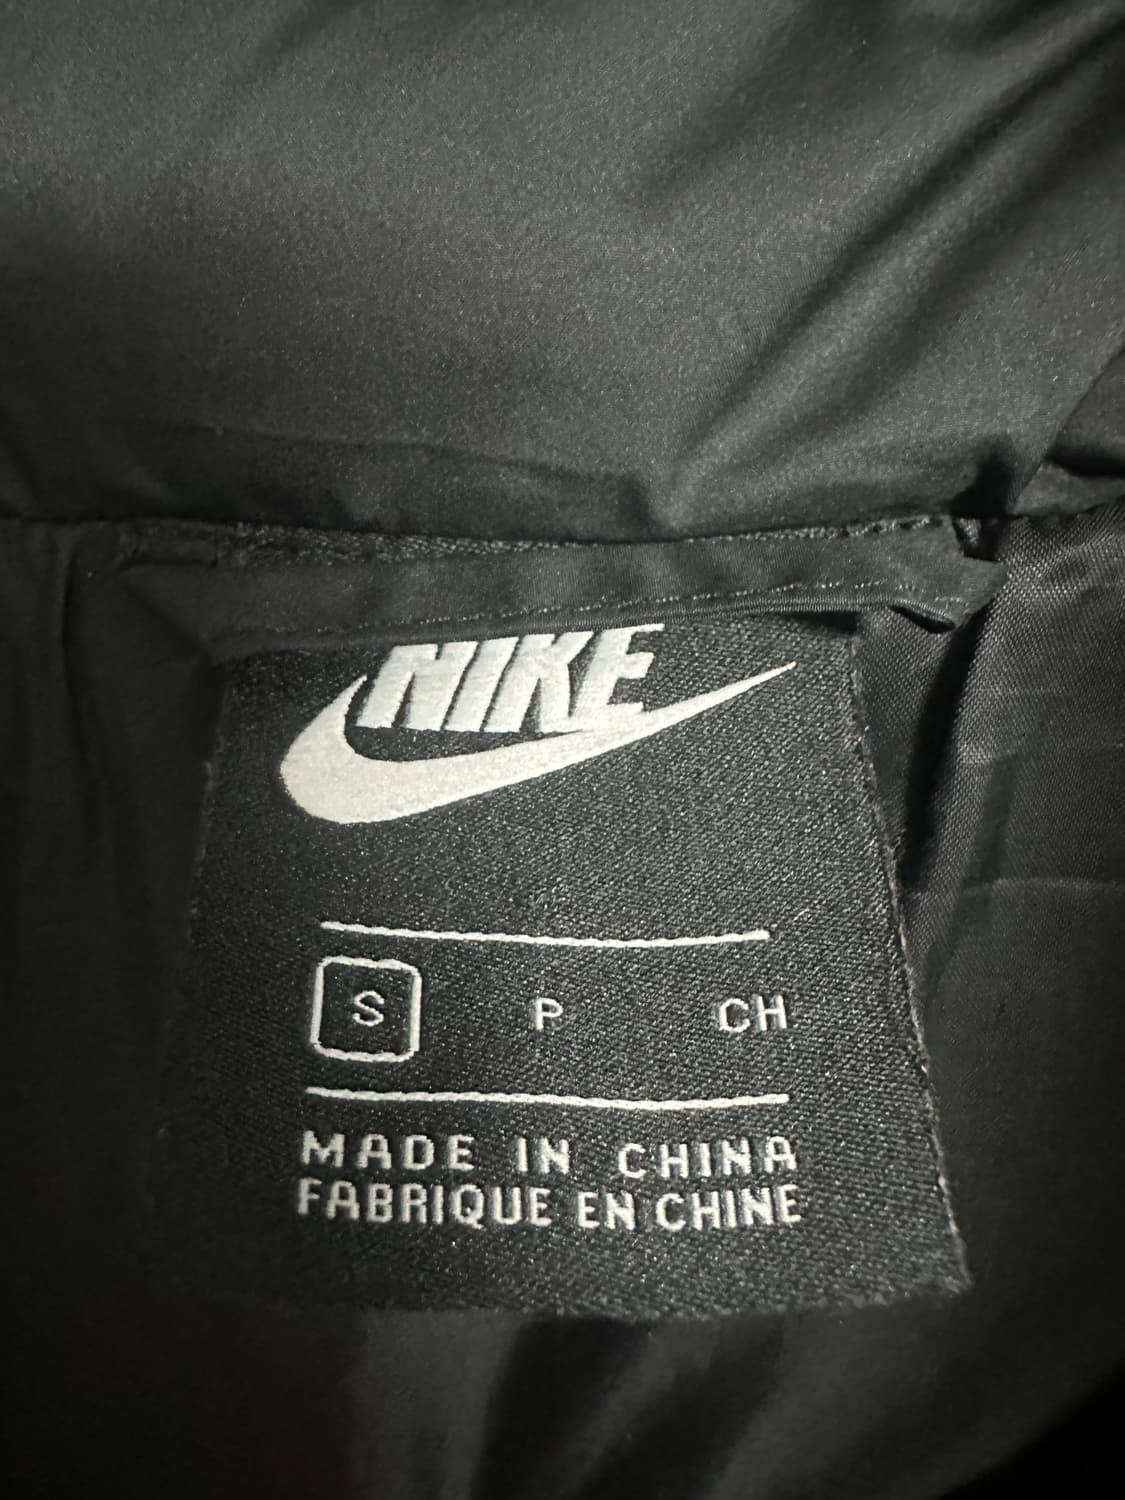 NIKE
S P CH
MADE IN CHINA
FABRIQUE EN CHINE